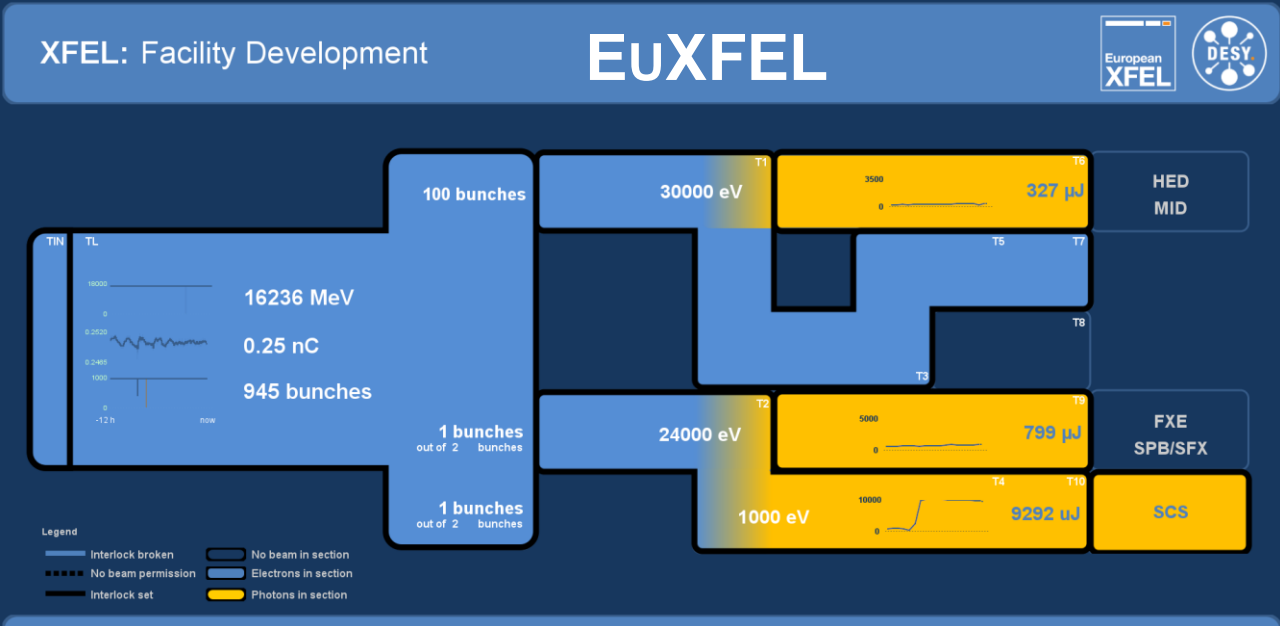 XFEL: Facility Development
EuXFEL
European
XFEL
DESY.
T1
T6
100 bunches
30000 eV
3500
0
327 µJ
HED
MID
TIN
TL
T5
T7
18000
0
16236 MeV
0.2520
0.2485
0.25 nC
T8
1000
0
945 bunches
-12 h
now
T3
T2
T9
1 bunches
out of 2 bunches
24000 eV
5000
0
799 µJ
FXE
SPB/SFX
T4
T10
1 bunches
out of 2 bunches
1000 eV
10000
0
9292 uJ
SCS
Legend
Interlock broken
No beam in section
No beam permission
Electrons in section
Interlock set
Photons in section